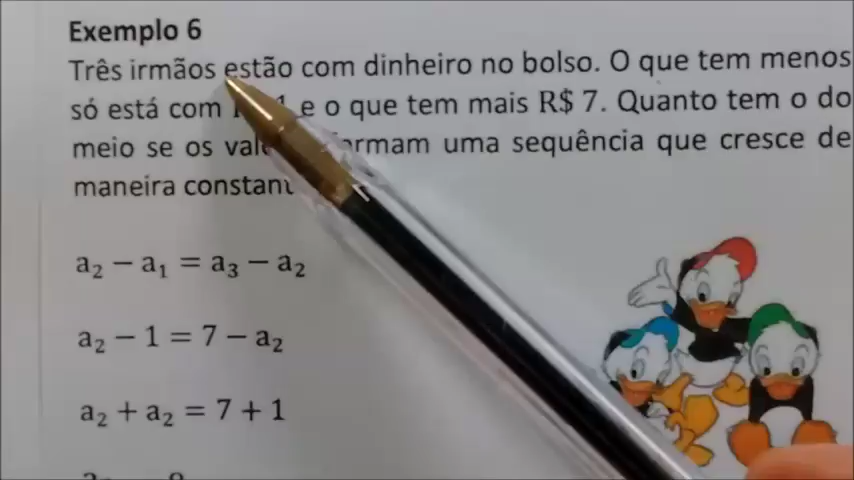 Exemplo 6
Três irmãos estão com dinheiro no bolso. O que tem menos
só está com e o que tem mais R$ 7. Quanto tem o do
meio se os uma sequência que cresce de
maneira
a₂ − a₁ = a₃ − a₂
a₂ − 1 = 7 − a₂
a₂ + a₂ = 7 + 1